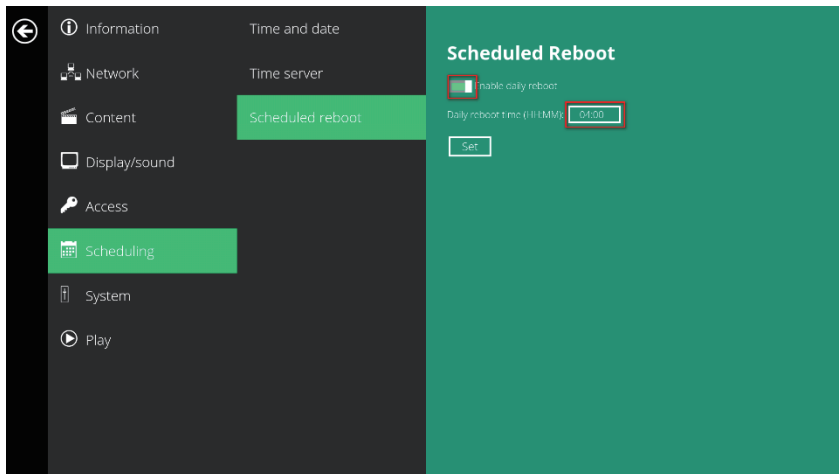 Information
Network
Content
Display/sound
Access
Scheduling
System
Play
Time and date
Time server
Scheduled reboot
Scheduled Reboot
Enable daily reboot
Daily reboot time (HH:MM): 04:00
Set